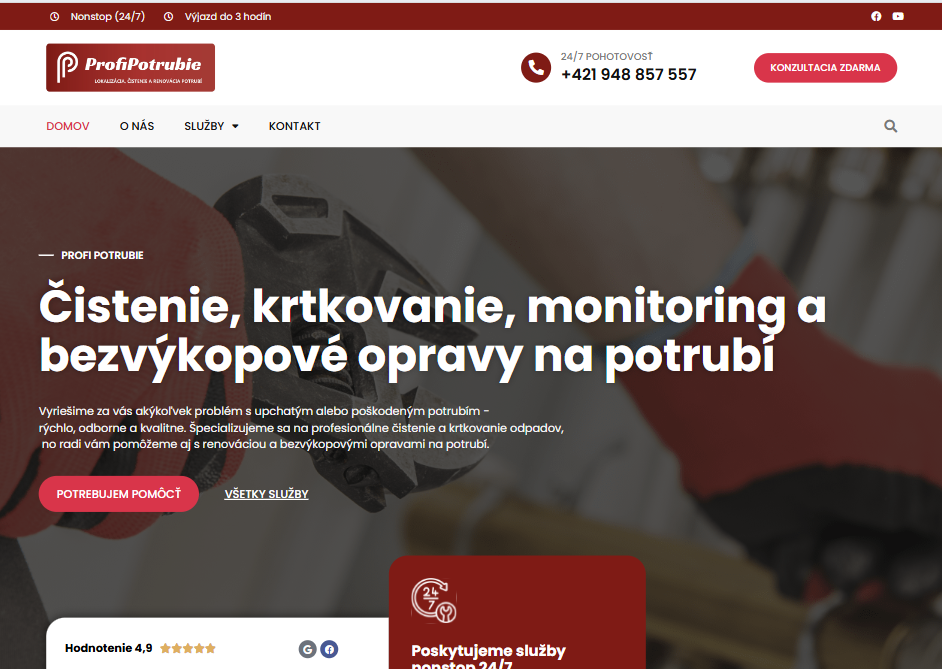 Nonstop (24/7) Výjazd do 3 hodín
ProfiPotrubie
LOKALIZÁCIA, ČISTENIE A RENOVÁCIA POTRUBÍ
24/7 POHOTOVOSŤ
+421 948 857 557
KONZULTACIA ZDARMA
DOMOV O NÁS SLUŽBY KONTAKT
PROFI POTRUBIE
Čistenie, krtkovanie, monitoring a
bezvýkopové opravy na potrubí
Vyriešime za vás akýkoľvek problém s upchatým alebo poškodeným potrubím -
rýchlo, odborne a kvalitne. Špecializujeme sa na profesionálne čistenie a krtkovanie odpadov,
no radi vám pomôžeme aj s renováciou a bezvýkopovými opravami na potrubí.
POTREBUJEM POMÔCŤ VŠETKY SLUŽBY
24
7
Hodnotenie 4,9
Poskytujeme služby
nonstop 24/7